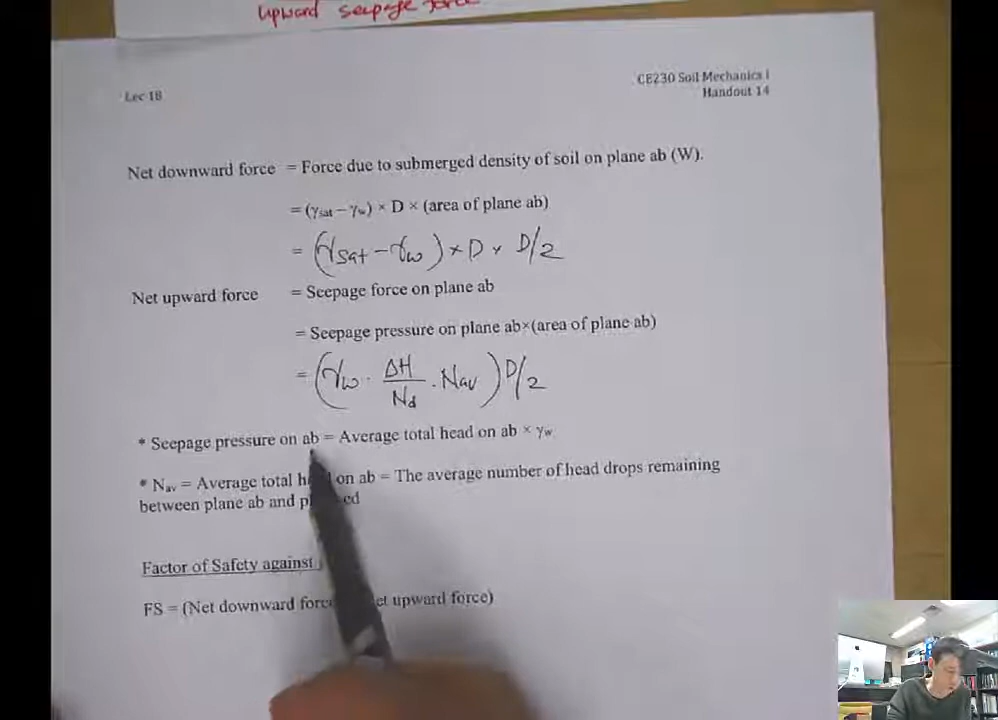 upward seepage force
Lec 18
CE230 Soil Mechanics I
Handout 14
Net downward force = Force due to submerged density of soil on plane ab (W).
= (γsat – γw) × D × (area of plane ab)
= (γsat – γw) × D × D/2
Net upward force = Seepage force on plane ab
= Seepage pressure on plane ab×(area of plane ab)
= (γw · ΔH/Nd · Nav) D/2
* Seepage pressure on ab = Average total head on ab × γw
* Nav = Average total on ab = The average number of head drops remaining
between plane ab and
Factor of Safety against
FS = (Net downward upward force)